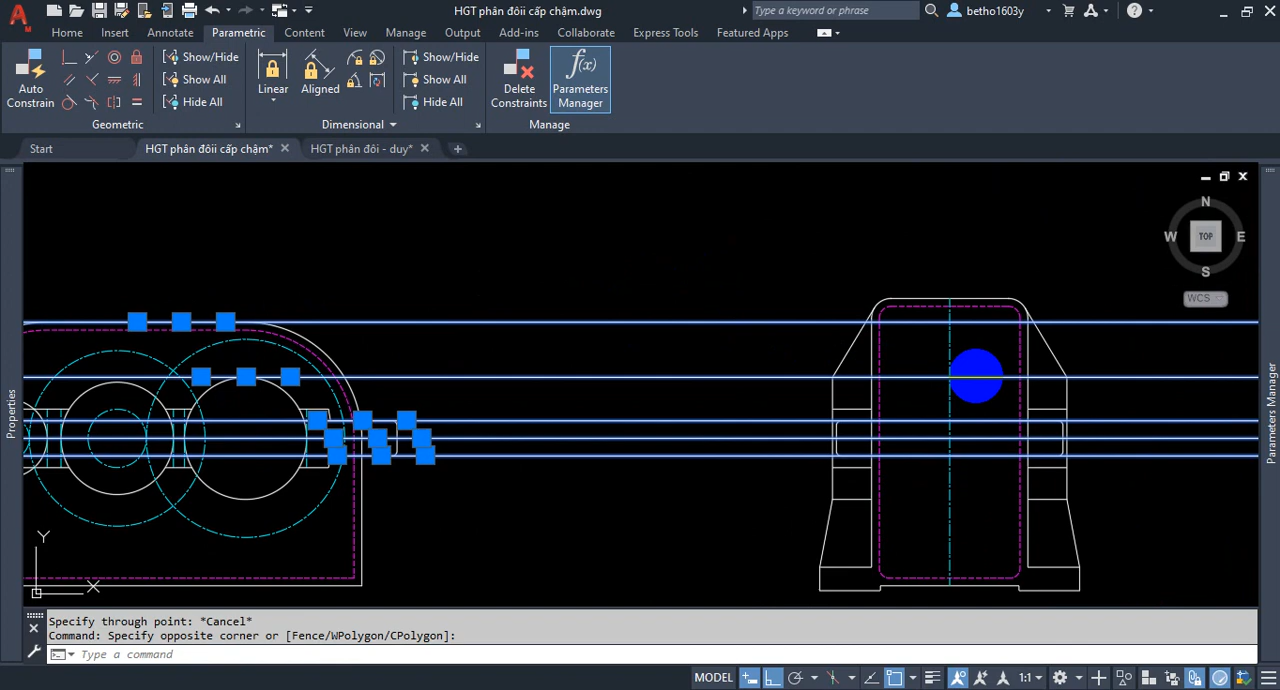 HGT phân đôii cấp chậm.dwg
Type a keyword or phrase
betho1603y
Home Insert Annotate Parametric Content View Manage Output Add-ins Collaborate Express Tools Featured Apps
Auto
Constrain
Show/Hide
Show All
Hide All
Geometric
Linear
Aligned
Show/Hide
Show All
Hide All
Dimensional
Delete
Constraints
f(x)
Parameters
Manager
Manage
Start
HGT phân đôii cấp chậm*
HGT phân đôi - duy*
N
W TOP E
S
WCS
Properties
Parameters Manager
Y
X
Specify through point: *Cancel*
Command: Specify opposite corner or [Fence/WPolygon/CPolygon]:
Type a command
MODEL
1:1